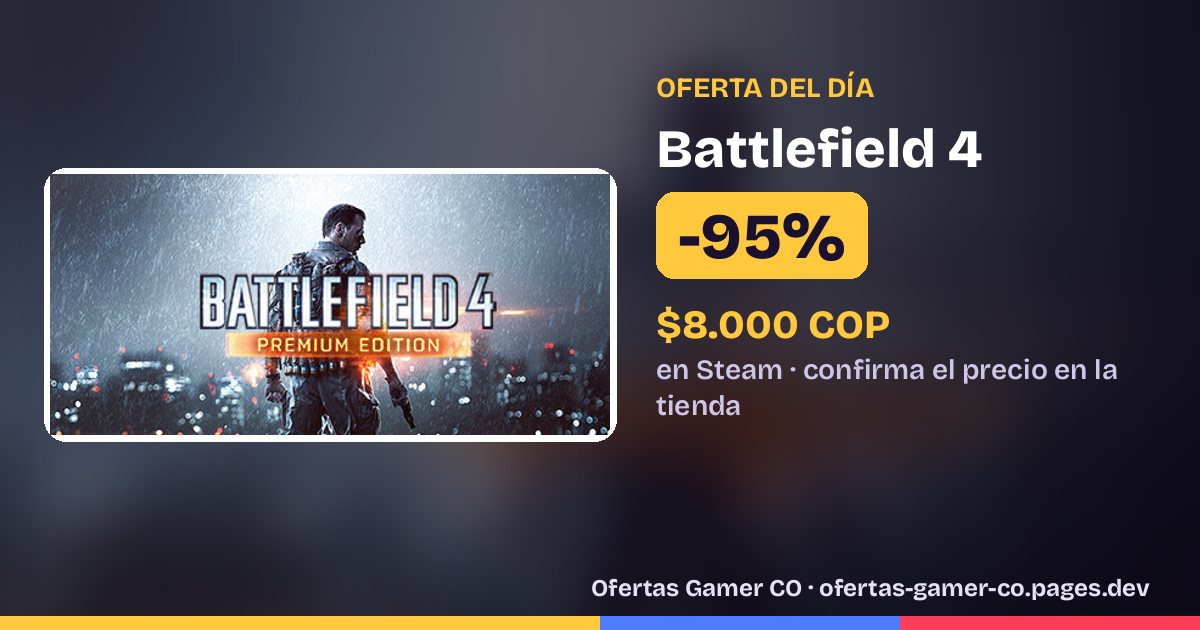 OFERTA DEL DÍA
Battlefield 4
-95%
$8.000 COP
en Steam · confirma el precio en la
tienda
BATTLEFIELD 4
PREMIUM EDITION
Ofertas Gamer CO · ofertas-gamer-co.pages.dev